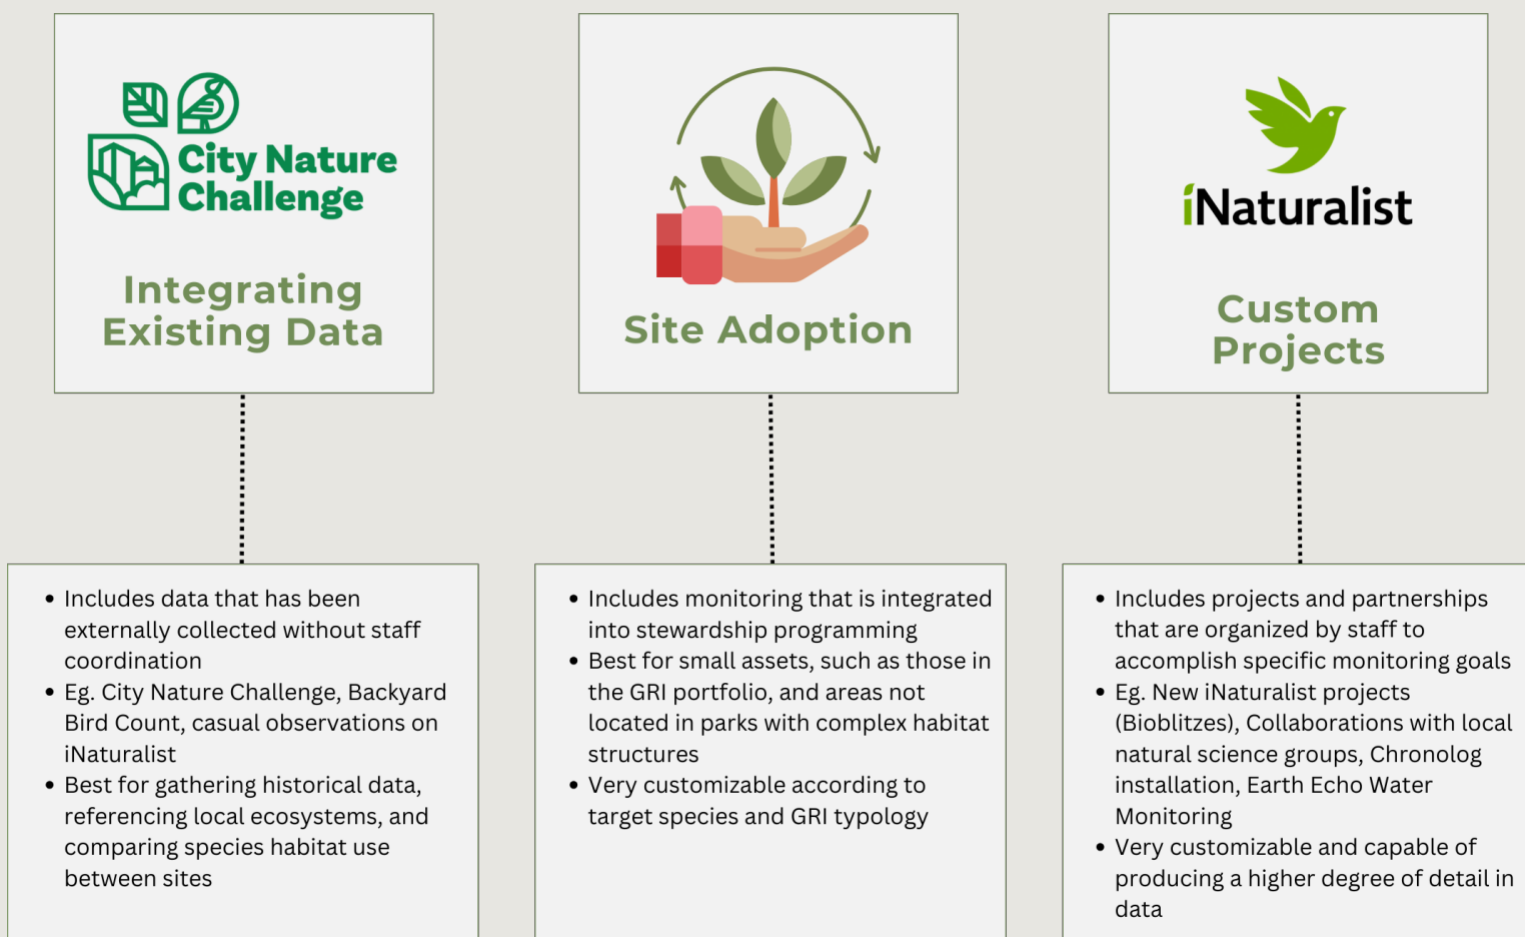 City Nature
Challenge
Integrating
Existing Data
• Includes data that has been
externally collected without staff
coordination
• Eg. City Nature Challenge, Backyard
Bird Count, casual observations on
iNaturalist
• Best for gathering historical data,
referencing local ecosystems, and
comparing species habitat use
between sites
Site Adoption
• Includes monitoring that is integrated
into stewardship programming
• Best for small assets, such as those in
the GRI portfolio, and areas not
located in parks with complex habitat
structures
• Very customizable according to
target species and GRI typology
iNaturalist
Custom
Projects
• Includes projects and partnerships
that are organized by staff to
accomplish specific monitoring goals
• Eg. New iNaturalist projects
(Bioblitzes), Collaborations with local
natural science groups, Chronolog
installation, Earth Echo Water
Monitoring
• Very customizable and capable of
producing a higher degree of detail in
data